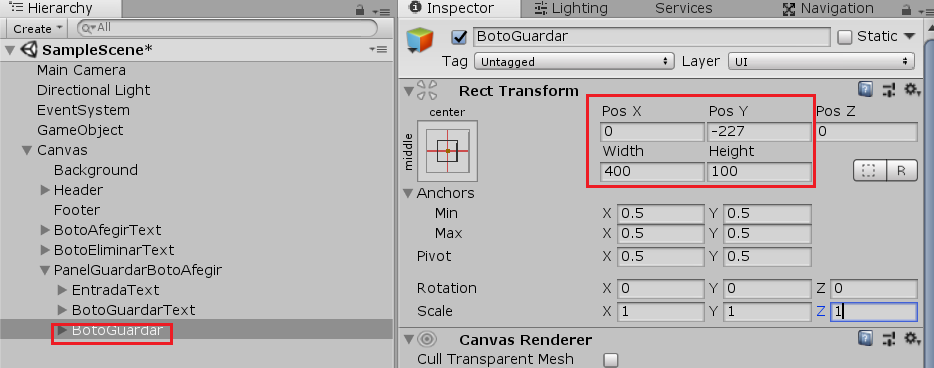 Hierarchy
Create
All
SampleScene*
Main Camera
Directional Light
EventSystem
GameObject
Canvas
Background
Header
Footer
BotoAfegirText
BotoEliminarText
PanelGuardarBotoAfegir
EntradaText
BotoGuardarText
BotoGuardar
Inspector Lighting Services Navigation
BotoGuardar Static
Tag Untagged Layer UI
Rect Transform
center
middle
Pos X Pos Y Pos Z
0 -227 0
Width Height
400 100
R
Anchors
Min X 0.5 Y 0.5
Max X 0.5 Y 0.5
Pivot X 0.5 Y 0.5
Rotation X 0 Y 0 Z 0
Scale X 1 Y 1 Z 1
Canvas Renderer
Cull Transparent Mesh